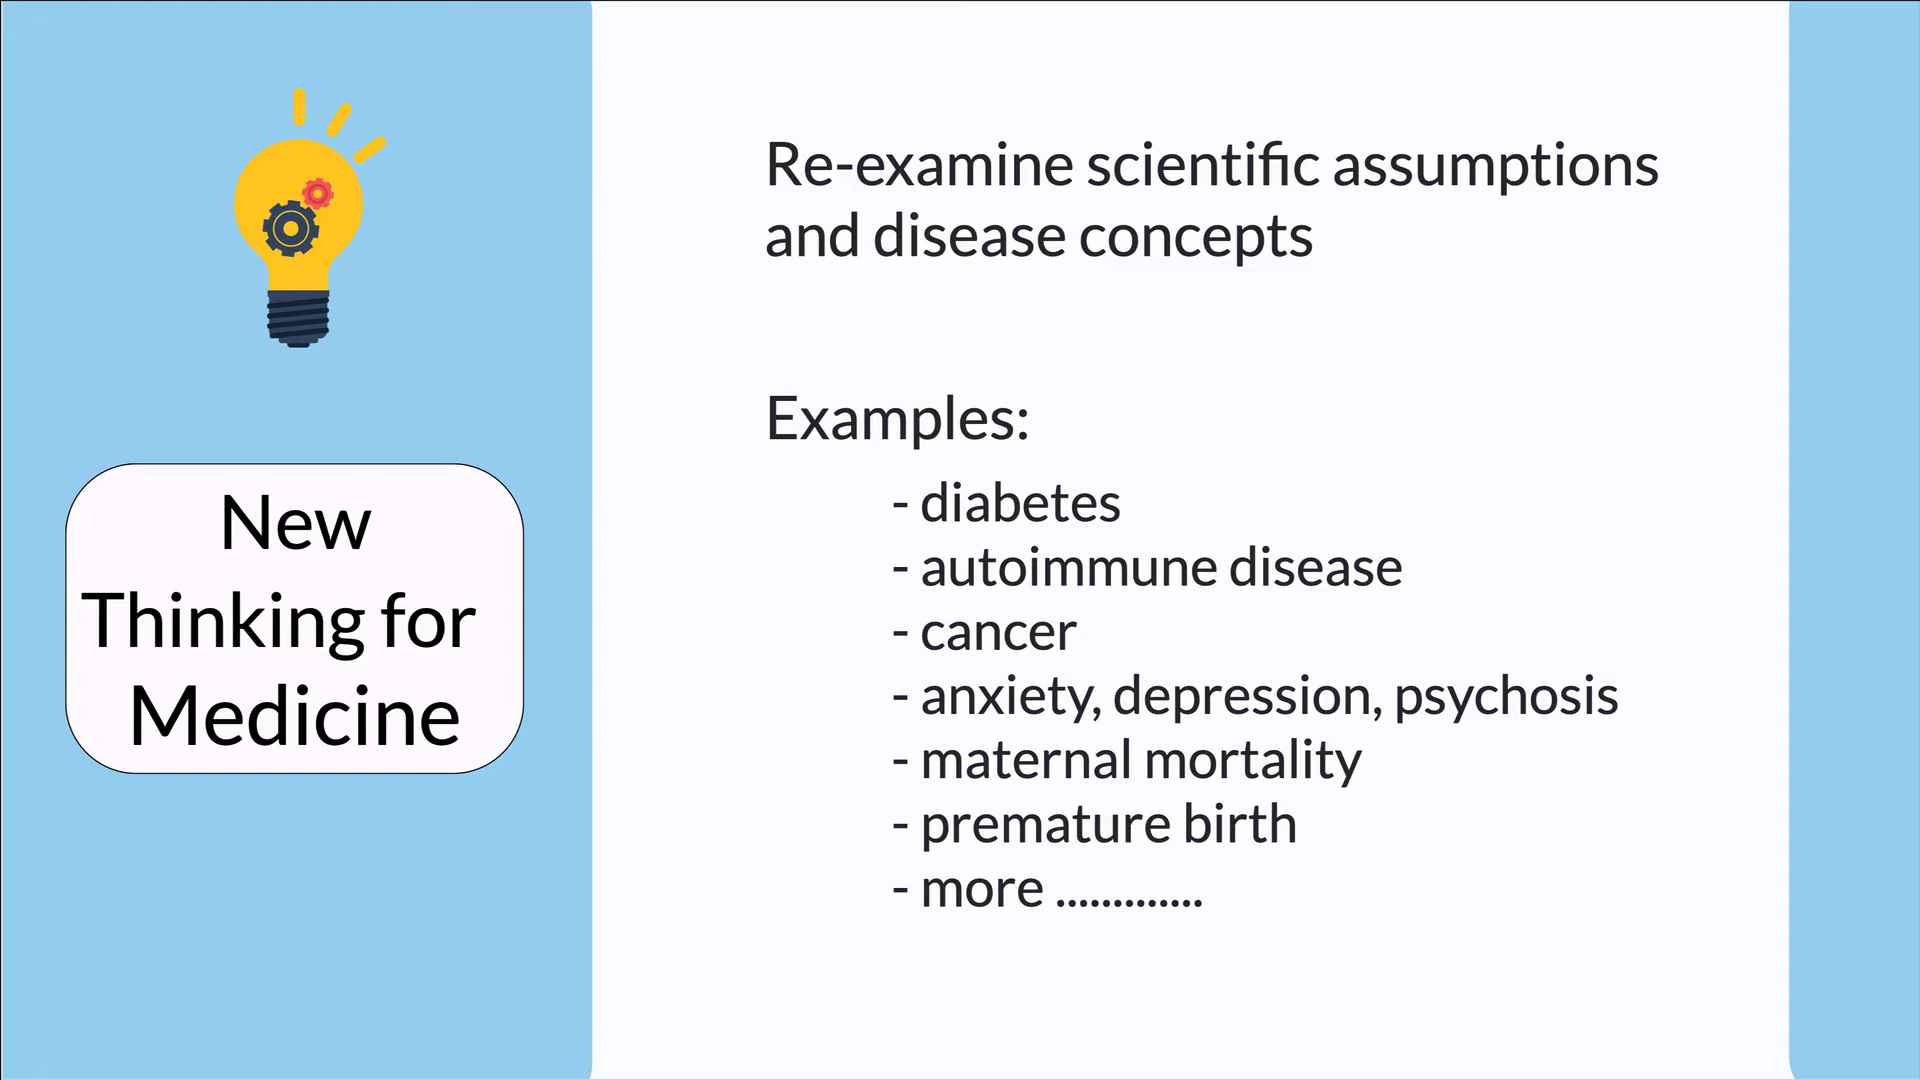 New
Thinking for
Medicine
Re-examine scientific assumptions
and disease concepts
Examples:
- diabetes
- autoimmune disease
- cancer
- anxiety, depression, psychosis
- maternal mortality
- premature birth
- more .............